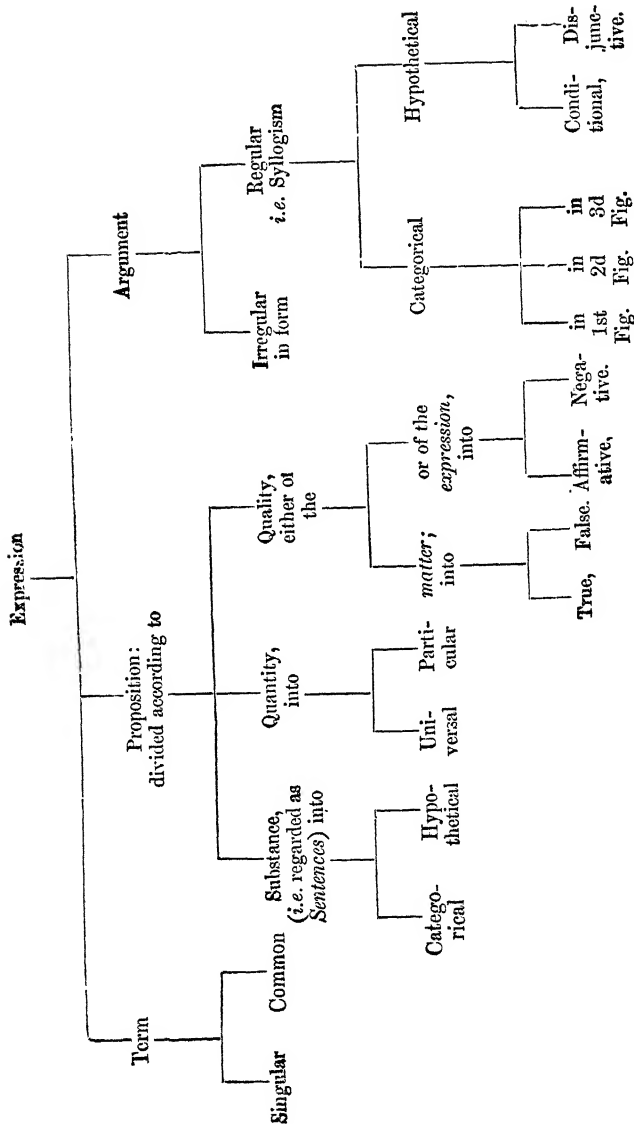 Expression
Term
Singular
Common
Proposition:
divided according to
Substance,
(i.e. regarded as
Sentences) into
Catego-
rical
Hypo-
thetical
Quantity,
into
Uni-
versal
Parti-
cular
Quality,
either of
the
matter;
into
True,
False.
or of the
expression,
into
Affirm-
ative,
Nega-
tive.
Argument
Irregular
in form
Regular
i.e. Syllogism
Categorical
in
1st
Fig.
in
2d
Fig.
in
3d
Fig.
Hypothetical
Condi-
tional,
Dis-
junc-
tive.